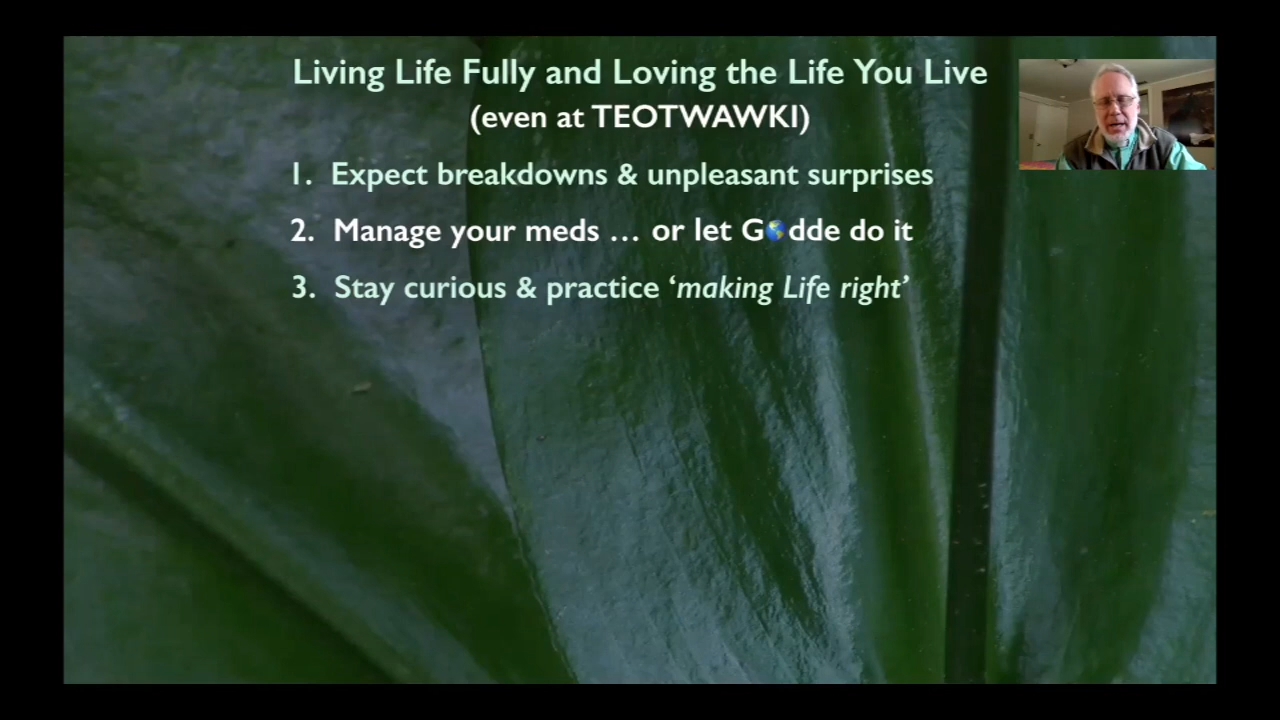 Living Life Fully and Loving the Life You Live
(even at TEOTWAWKI)
1. Expect breakdowns & unpleasant surprises
2. Manage your meds … or let G🌎dde do it
3. Stay curious & practice ‘making Life right’